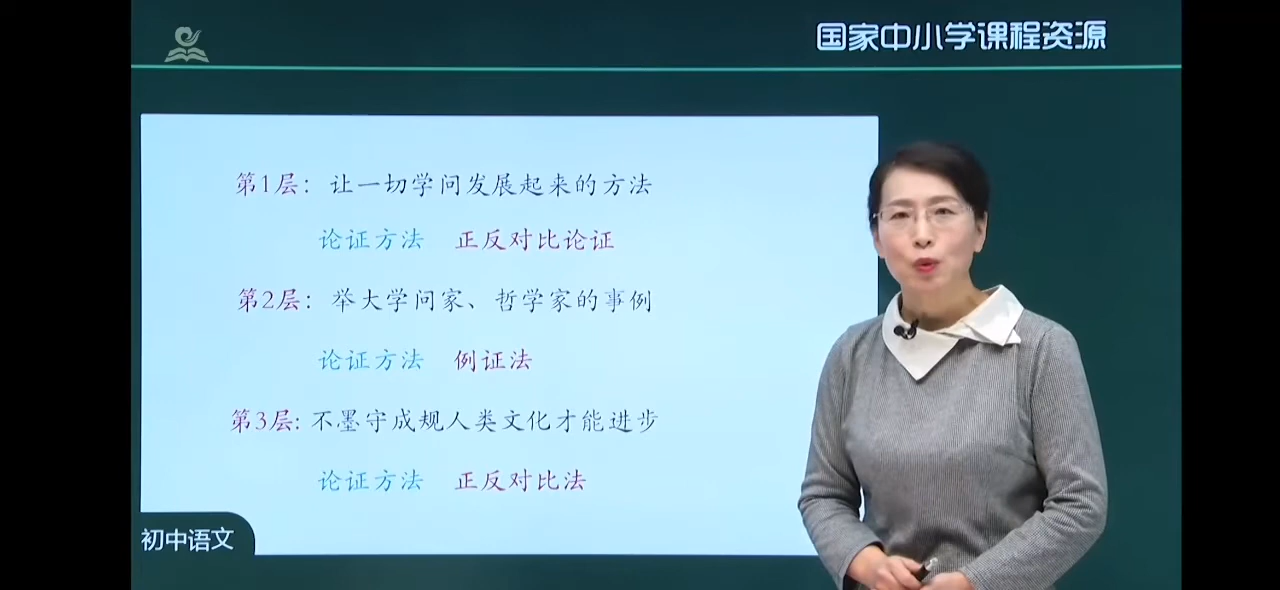 国家中小学课程资源
第1层：让一切学问发展起来的方法
论证方法 正反对比论证
第2层：举大学问家、哲学家的事例
论证方法 例证法
第3层:不墨守成规人类文化才能进步
论证方法 正反对比法
初中语文